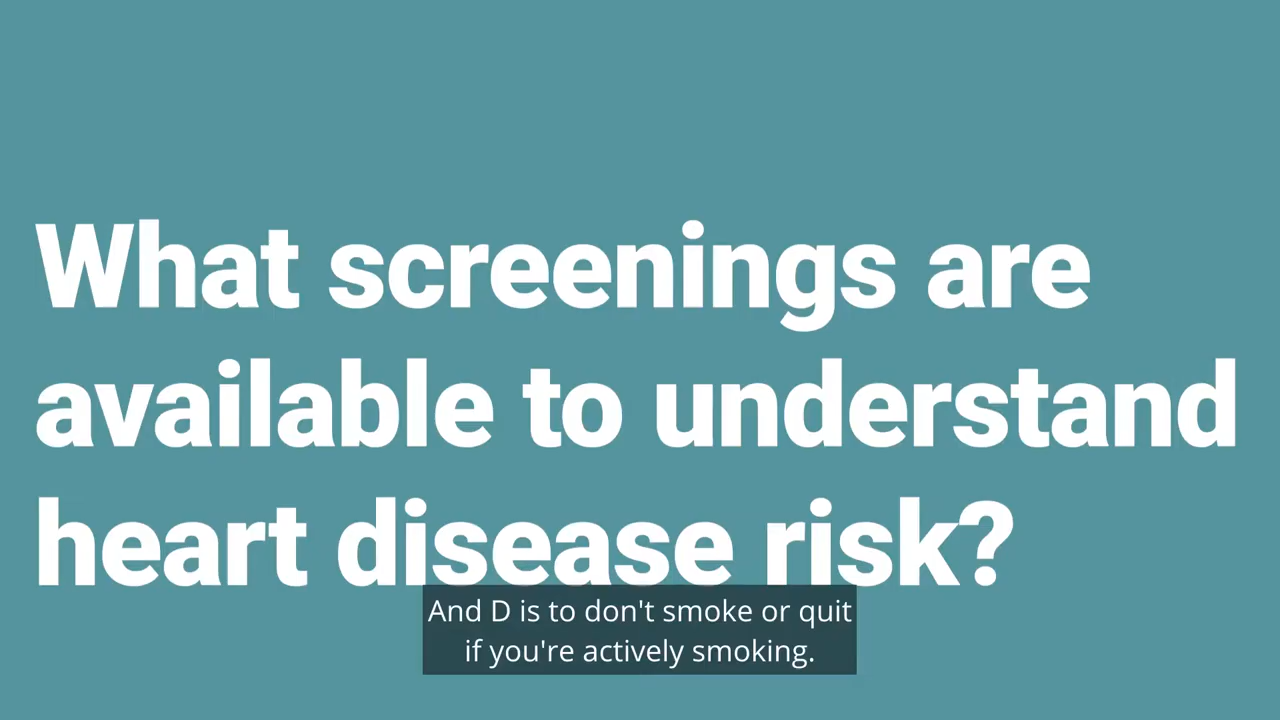 What screenings are
available to understand
heart disease risk?
And D is to don't smoke or quit
if you're actively smoking.